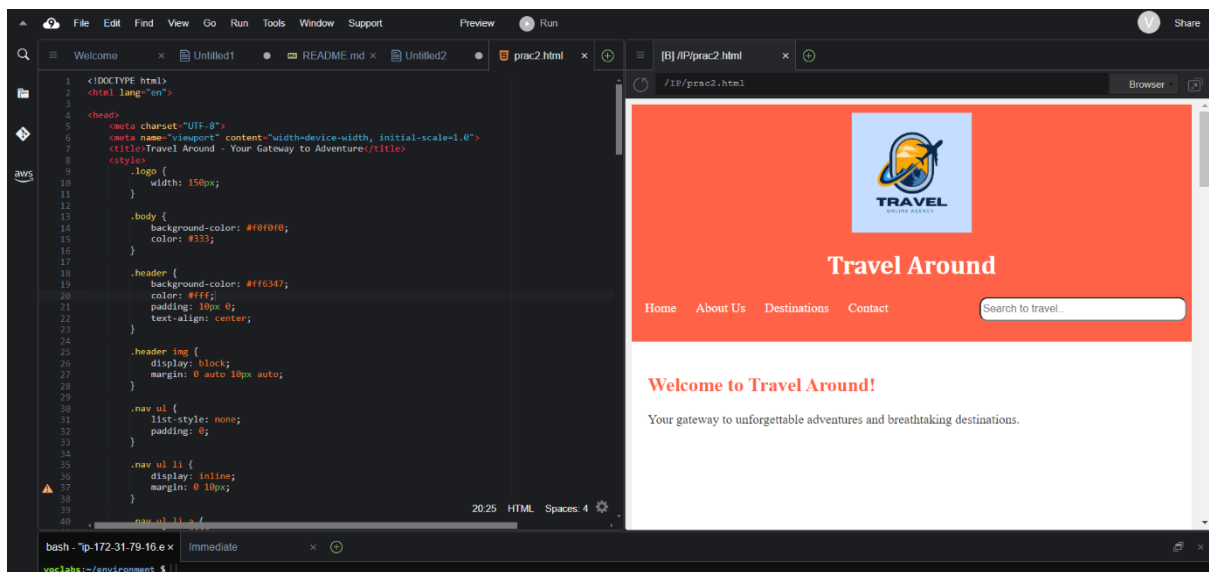 File Edit Find View Go Run Tools Window Support Preview Run V Share
Welcome × Untitled1 README.md × Untitled2 prac2.html × [B] /IP/prac2.html ×
/IP/prac2.html Browser
aws
1 <!DOCTYPE html>
2 <html lang="en">
3
4 <head>
5 <meta charset="UTF-8">
6 <meta name="viewport" content="width=device-width, initial-scale=1.0">
7 <title>Travel Around - Your Gateway to Adventure</title>
8 <style>
9 .logo {
10 width: 150px;
11 }
12
13 .body {
14 background-color: #f0f0f0;
15 color: #333;
16 }
17
18 .header {
19 background-color: #ff6347;
20 color: #fff;
21 padding: 10px 0;
22 text-align: center;
23 }
24
25 .header img {
26 display: block;
27 margin: 0 auto 10px auto;
28 }
29
30 .nav ul {
31 list-style: none;
32 padding: 0;
33 }
34
35 .nav ul li {
36 display: inline;
37 margin: 0 10px;
38 }
39
40 .nav ul li a {
20:25 HTML Spaces: 4
TRAVEL
ONLINE AGENCY
Travel Around
Home About Us Destinations Contact Search to travel..
Welcome to Travel Around!
Your gateway to unforgettable adventures and breathtaking destinations.
bash - "ip-172-31-79-16.e × Immediate ×
voclabs:~/environment $